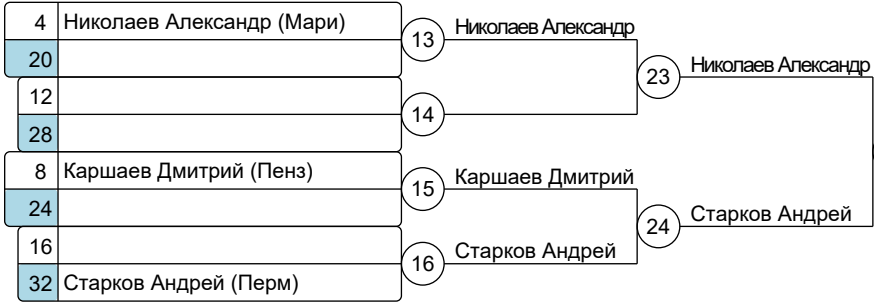 4 Николаев Александр (Мари)
20
12
28
8 Каршаев Дмитрий (Пенз)
24
16
32 Старков Андрей (Перм)
13 Николаев Александр
14
15 Каршаев Дмитрий
16 Старков Андрей
23 Николаев Александр
24 Старков Андрей